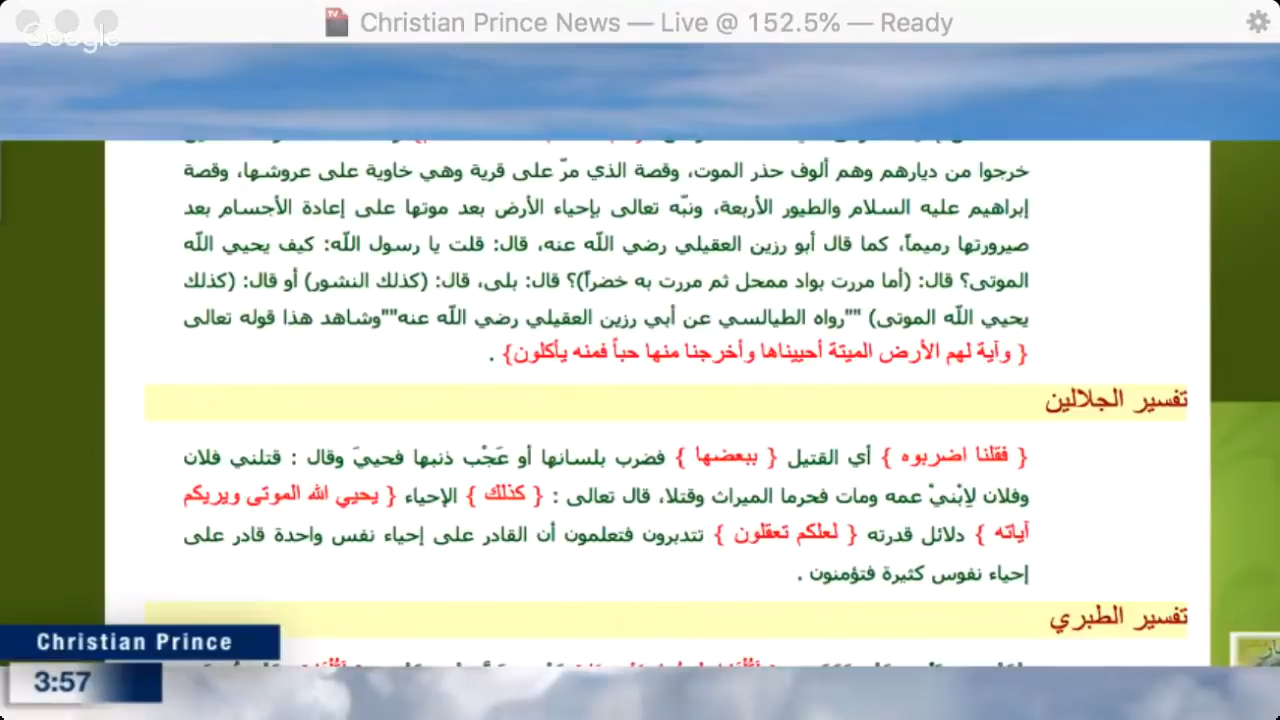 Christian Prince News — Live @ 152.5% — Ready
Google
خرجوا من ديارهم وهم ألوف حذر الموت، وقصة الذي مرّ على قرية وهي خاوية على عروشها، وقصة
إبراهيم عليه السلام والطيور الأربعة، ونبّه تعالى بإحياء الأرض بعد موتها على إعادة الأجسام بعد
صيرورتها رميماً، كما قال أبو رزين العقيلي رضي اللّه عنه، قال: قلت يا رسول اللّه: كيف يحيي اللّه
الموتى؟ قال: (أما مررت بواد ممحل ثم مررت به خضراً)؟ قال: بلى، قال: (كذلك النشور) أو قال: (كذلك
يحيي اللّه الموتى) ""رواه الطيالسي عن أبي رزين العقيلي رضي اللّه عنه""وشاهد هذا قوله تعالى
{ وآية لهم الأرض الميتة أحييناها وأخرجنا منها حباً فمنه يأكلون} .
تفسير الجلالين
{ فقلنا اضربوه } أي القتيل { ببعضها } فضرب بلسانها أو عَجْب ذنبها فحييَ وقال : قتلني فلان
وفلان لِابْنيْ عمه ومات فحرما الميراث وقتلا، قال تعالى : { كذلك } الإحياء { يحيي الله الموتى ويريكم
آياته } دلائل قدرته { لعلكم تعقلون } تتدبرون فتعلمون أن القادر على إحياء نفس واحدة قادر على
إحياء نفوس كثيرة فتؤمنون .
تفسير الطبري
Christian Prince
3:57